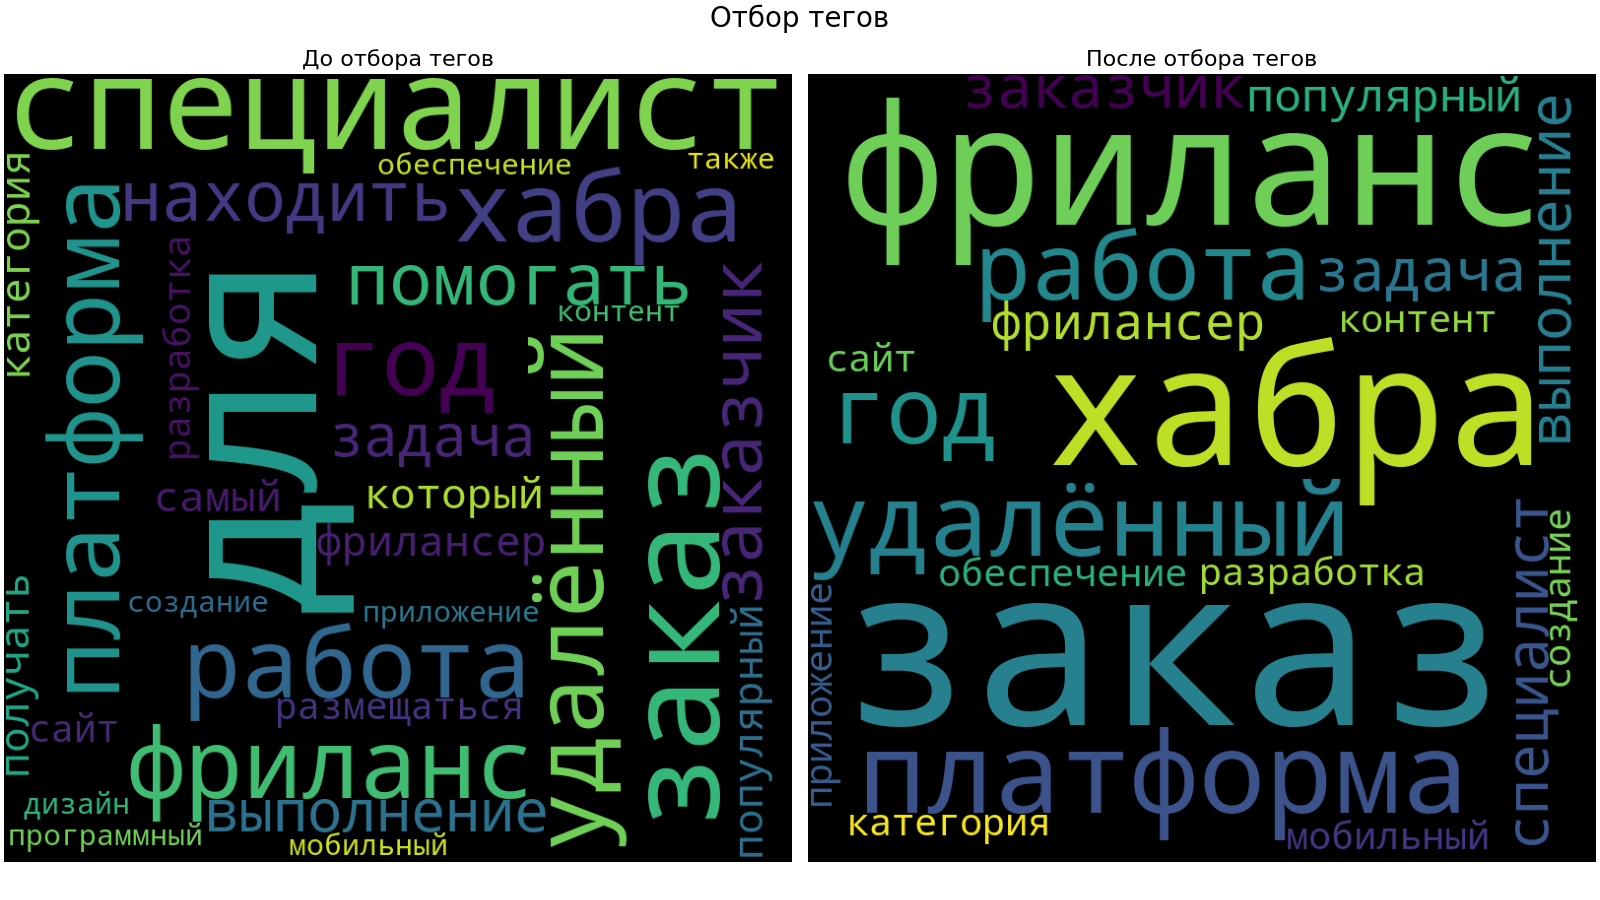 Отбор тегов
До отбора тегов
специалист
обеспечение
также
категория
находить
хабра
платформа
разработка
для
помогать
контент
год
удалённый
заказчик
задача
самый
который
заказ
фрилансер
получать
создание
приложение
работа
популярный
размещаться
сайт
фриланс
дизайн
выполнение
программный
мобильный
После отбора тегов
заказчик
популярный
фриланс
выполнение
работа
задача
фрилансер
контент
сайт
хабра
год
удалённый
специалист
создание
обеспечение
разработка
приложение
заказ
платформа
категория
мобильный